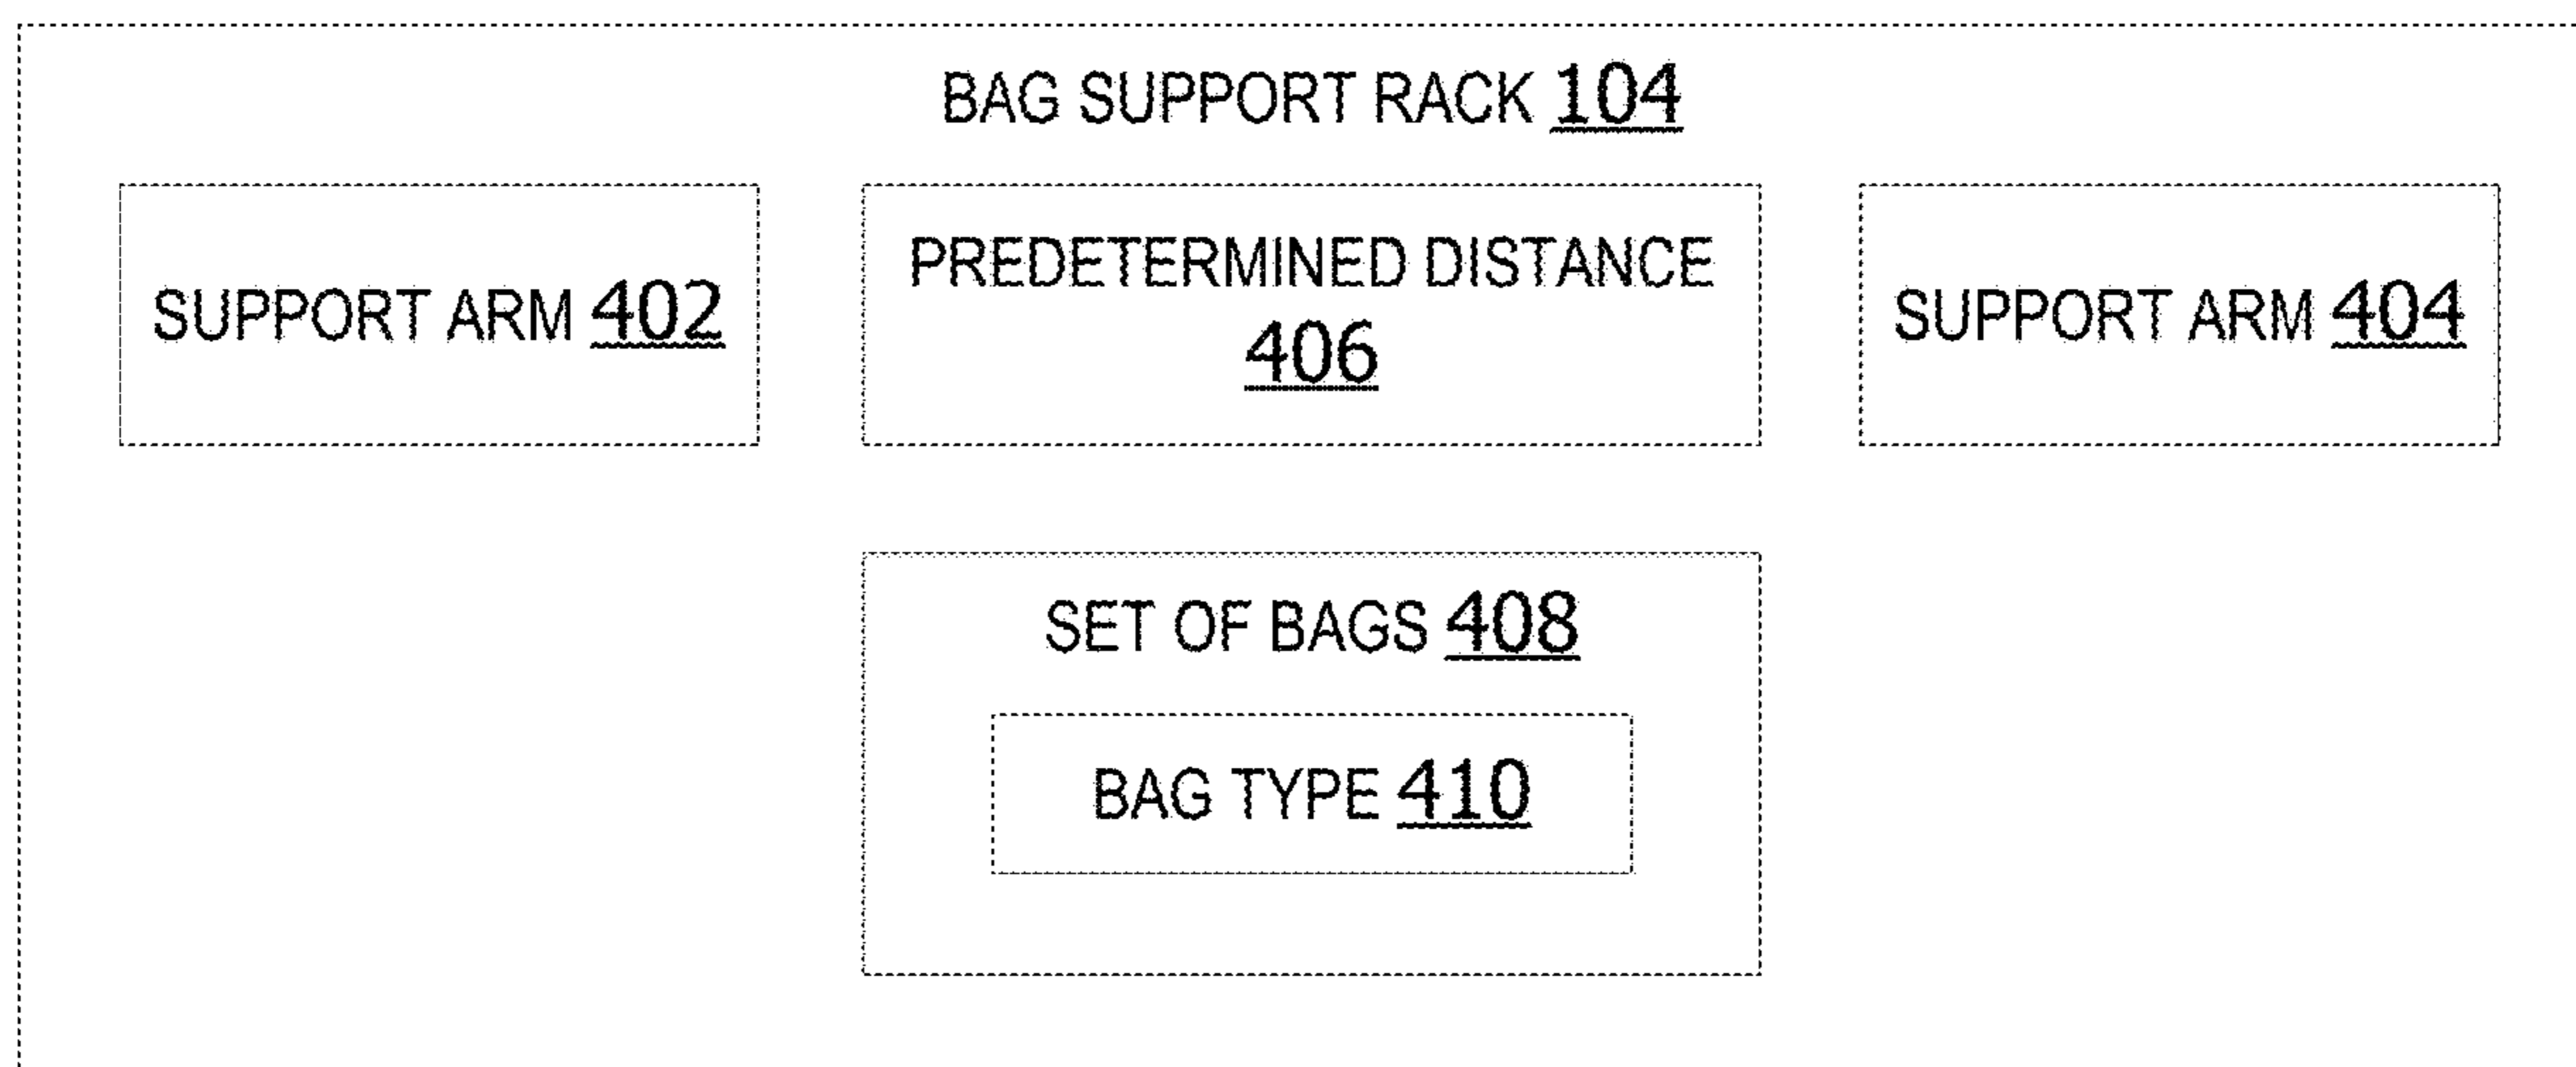 BAG SUPPORT RACK 104
SUPPORT ARM 402
PREDETERMINED DISTANCE
406
SUPPORT ARM 404
SET OF BAGS 408
BAG TYPE 410